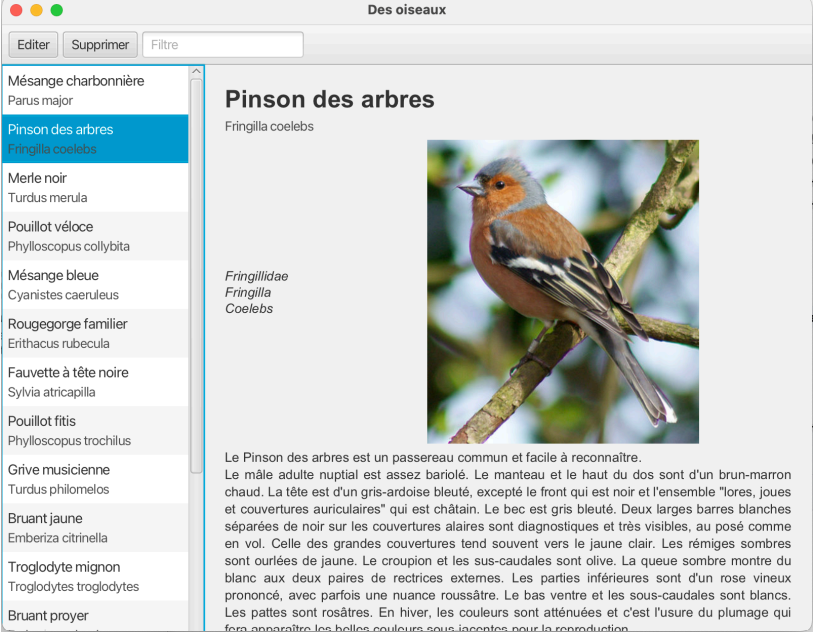 Des oiseaux
Editer
Supprimer
Filtre
Mésange charbonnière
Parus major
Pinson des arbres
Fringilla coelebs
Merle noir
Turdus merula
Pouillot véloce
Phylloscopus collybita
Mésange bleue
Cyanistes caeruleus
Rougegorge familier
Erithacus rubecula
Fauvette à tête noire
Sylvia atricapilla
Pouillot fitis
Phylloscopus trochilus
Grive musicienne
Turdus philomelos
Bruant jaune
Emberiza citrinella
Troglodyte mignon
Troglodytes troglodytes
Bruant proyer
Pinson des arbres
Fringilla coelebs
Fringillidae
Fringilla
Coelebs
Le Pinson des arbres est un passereau commun et facile à reconnaître.
Le mâle adulte nuptial est assez bariolé. Le manteau et le haut du dos sont d'un brun-marron
chaud. La tête est d'un gris-ardoise bleuté, excepté le front qui est noir et l'ensemble "lores, joues
et couvertures auriculaires" qui est châtain. Le bec est gris bleuté. Deux larges barres blanches
séparées de noir sur les couvertures alaires sont diagnostiques et très visibles, au posé comme
en vol. Celle des grandes couvertures tend souvent vers le jaune clair. Les rémiges sombres
sont ourlées de jaune. Le croupion et les sus-caudales sont olive. La queue sombre montre du
blanc aux deux paires de rectrices externes. Les parties inférieures sont d'un rose vineux
prononcé, avec parfois une nuance roussâtre. Le bas ventre et les sous-caudales sont blancs.
Les pattes sont rosâtres. En hiver, les couleurs sont atténuées et c'est l'usure du plumage qui
fera apparaître les belles couleurs sous-jacentes pour la reproduction.